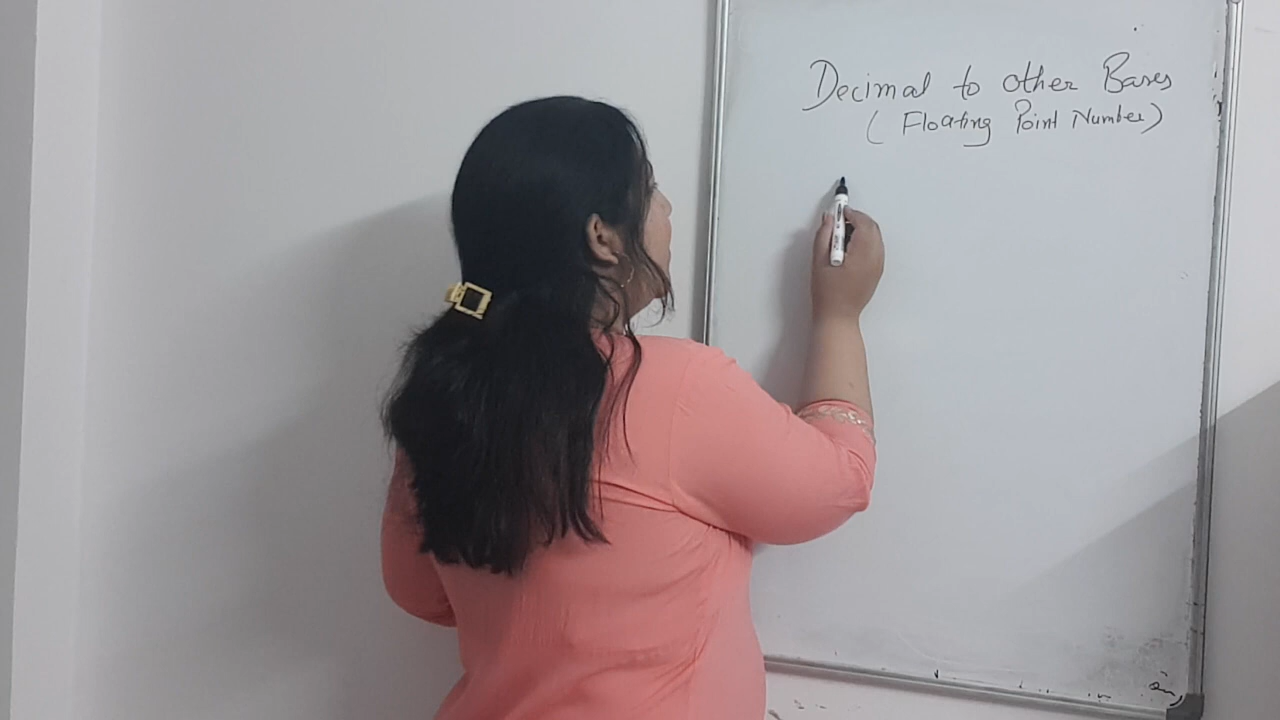 Decimal to other Bases
(Floating Point Number)